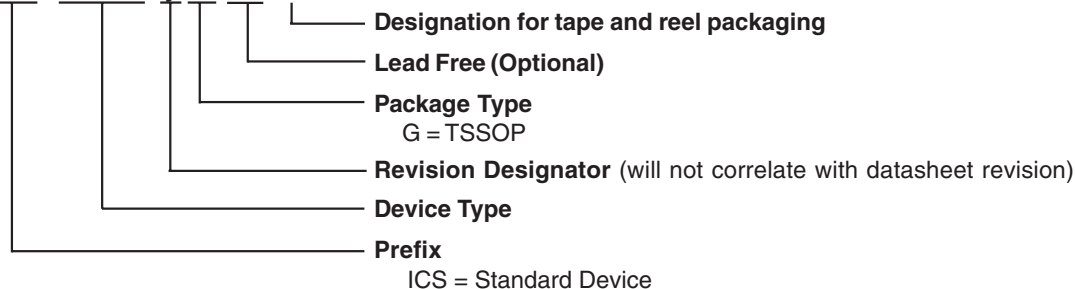 Designation for tape and reel packaging
Lead Free (Optional)
Package Type
G = TSSOP
Revision Designator (will not correlate with datasheet revision)
Device Type
Prefix
ICS = Standard Device